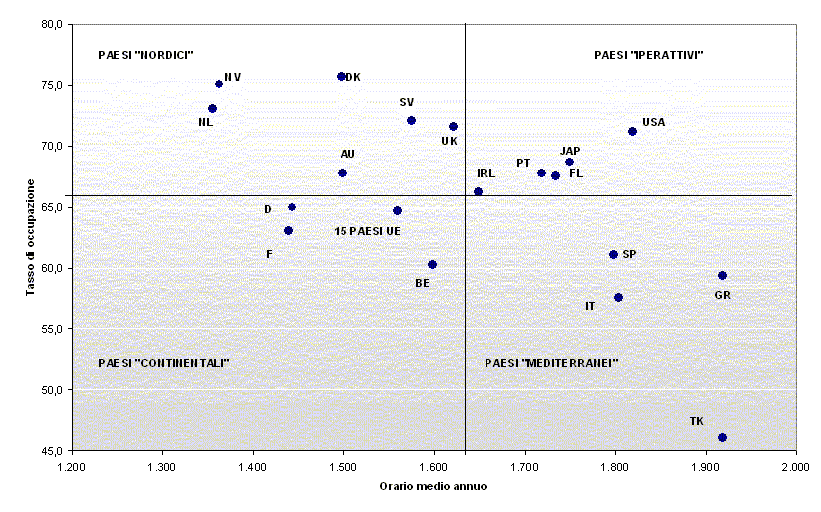 80,0
PAESI "NORDICI"
PAESI "IPERATTIVI"
75,0
NV
DK
NL
SV
UK
USA
70,0
AU
IRL
PT
JAP
FL
65,0
D
15 PAESI UE
F
60,0
BE
SP
GR
IT
55,0
PAESI "CONTINENTALI"
PAESI "MEDITERRANEI"
50,0
TK
45,0
1.200
1.300
1.400
1.500
1.600
1.700
1.800
1.900
2.000
Tasso di occupazione
Orario medio annuo